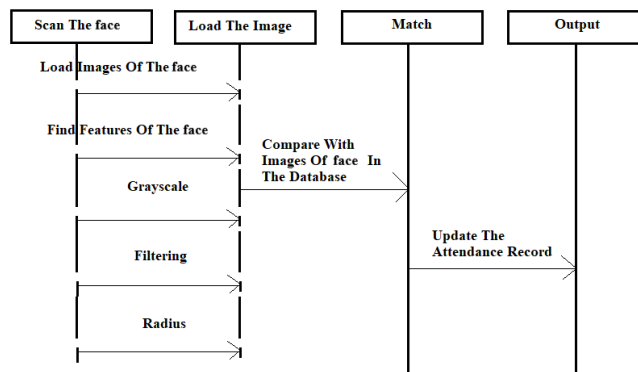 Scan The face
Load The Image
Match
Output
Load Images Of The face
Find Features Of The face
Compare With
Images Of face In
The Database
Grayscale
Update The
Attendance Record
Filtering
Radius